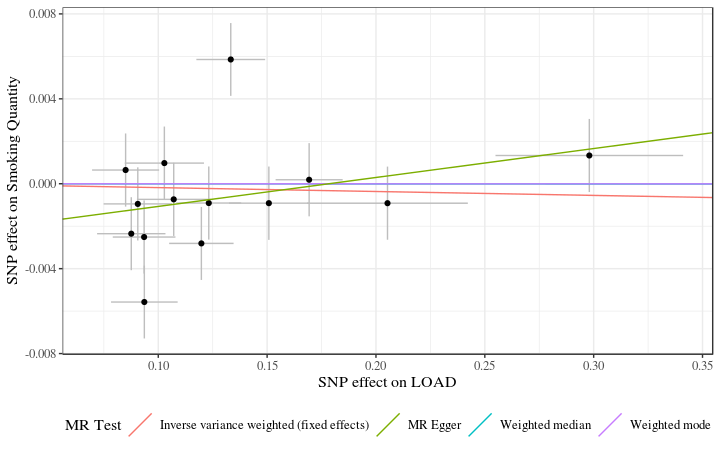 SNP effect on Smoking Quantity
0.008
0.004
0.000
-0.004
-0.008
0.10 0.15 0.20 0.25 0.30 0.35
SNP effect on LOAD
MR Test Inverse variance weighted (fixed effects) MR Egger Weighted median Weighted mode